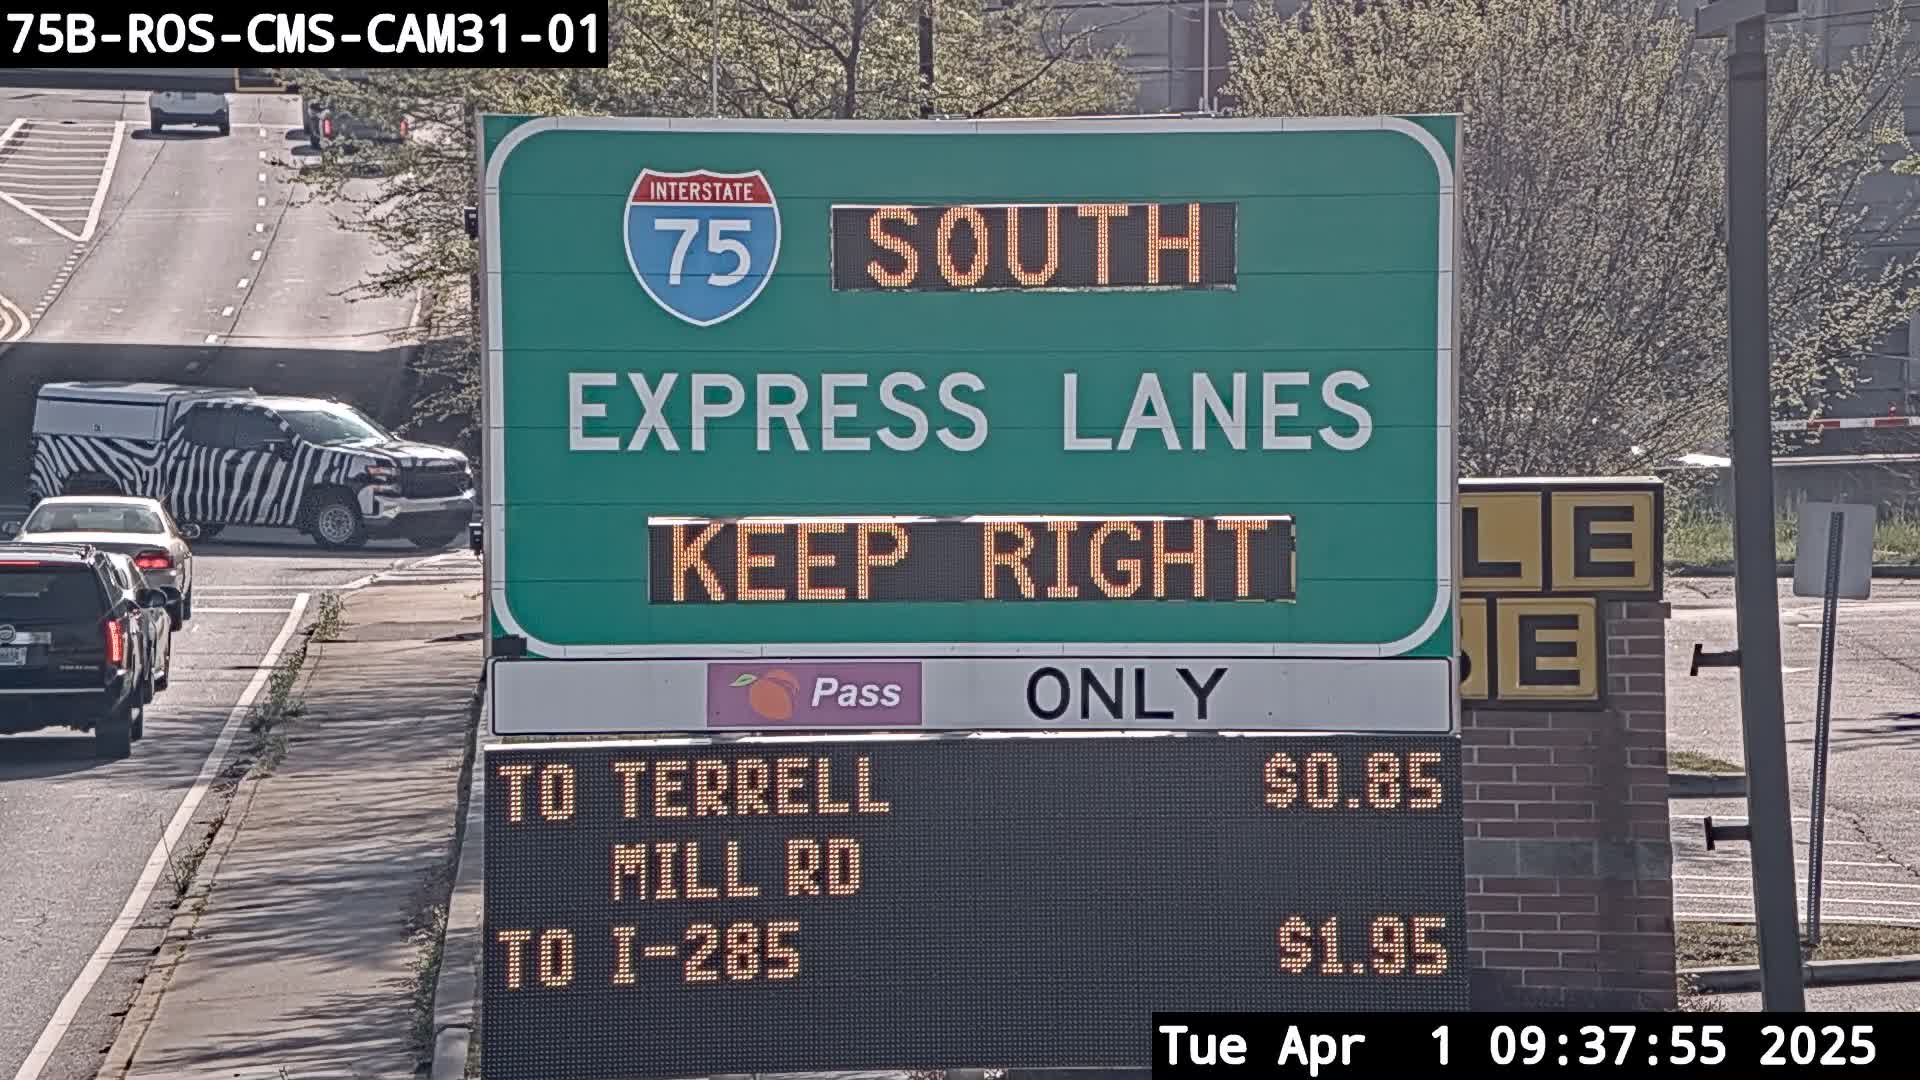 75B-ROS-CMS-CAM31-01
INTERSTATE
75
SOUTH
EXPRESS LANES
KEEP RIGHT
Pass ONLY
TO TERRELL $0.85
MILL RD
TO I-285 $1.95
LE
E
Tue Apr 1 09:37:55 2025